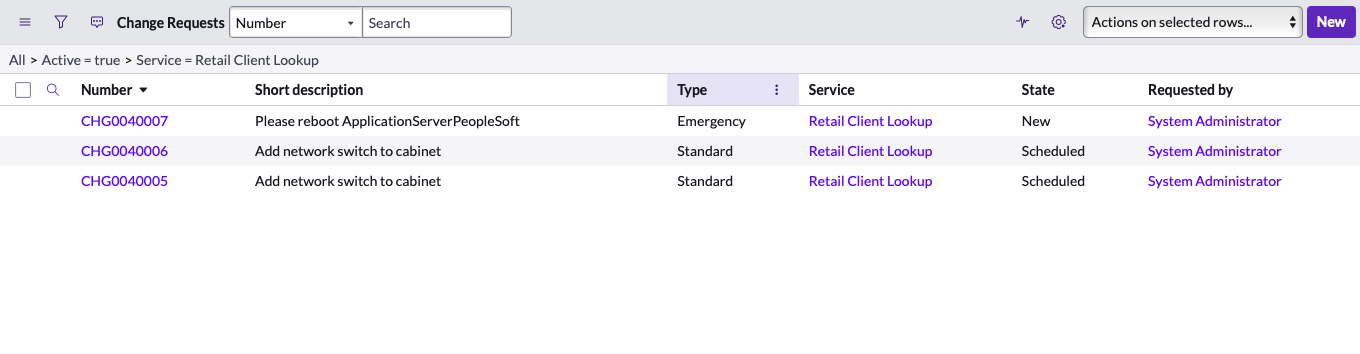 Change Requests Number Search Actions on selected rows... New
All > Active = true > Service = Retail Client Lookup
Number Short description Type Service State Requested by
CHG0040007 Please reboot ApplicationServerPeopleSoft Emergency Retail Client Lookup New System Administrator
CHG0040006 Add network switch to cabinet Standard Retail Client Lookup Scheduled System Administrator
CHG0040005 Add network switch to cabinet Standard Retail Client Lookup Scheduled System Administrator